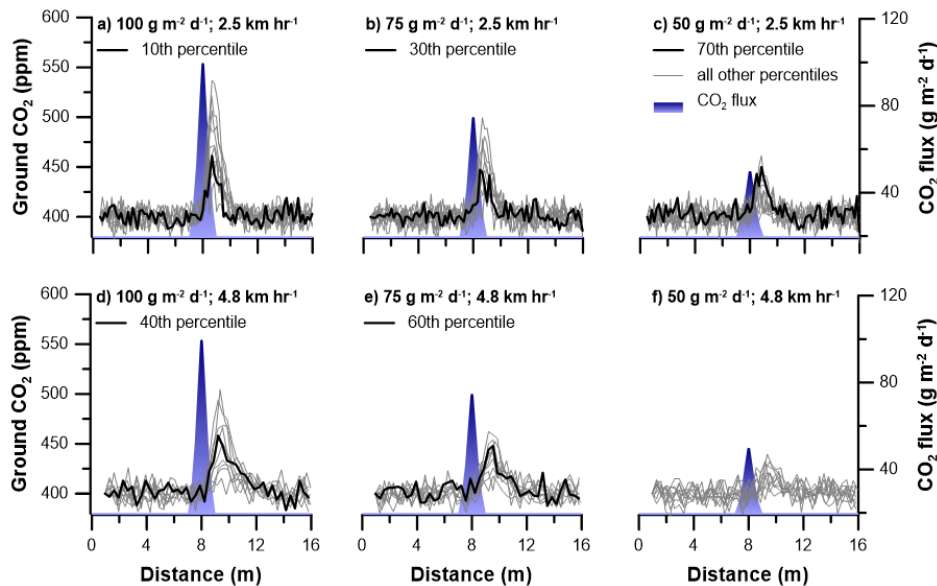 a) 100 g m⁻² d⁻¹; 2.5 km hr⁻¹
10th percentile
b) 75 g m⁻² d⁻¹; 2.5 km hr⁻¹
30th percentile
c) 50 g m⁻² d⁻¹; 2.5 km hr⁻¹
70th percentile
all other percentiles
CO₂ flux
Ground CO₂ (ppm)
600
550
500
450
400
CO₂ flux (g m⁻² d⁻¹)
120
80
40
d) 100 g m⁻² d⁻¹; 4.8 km hr⁻¹
40th percentile
e) 75 g m⁻² d⁻¹; 4.8 km hr⁻¹
60th percentile
f) 50 g m⁻² d⁻¹; 4.8 km hr⁻¹
Ground CO₂ (ppm)
600
550
500
450
400
CO₂ flux (g m⁻² d⁻¹)
120
80
40
0 4 8 12 16
0 4 8 12 16
0 4 8 12 16
Distance (m)
Distance (m)
Distance (m)